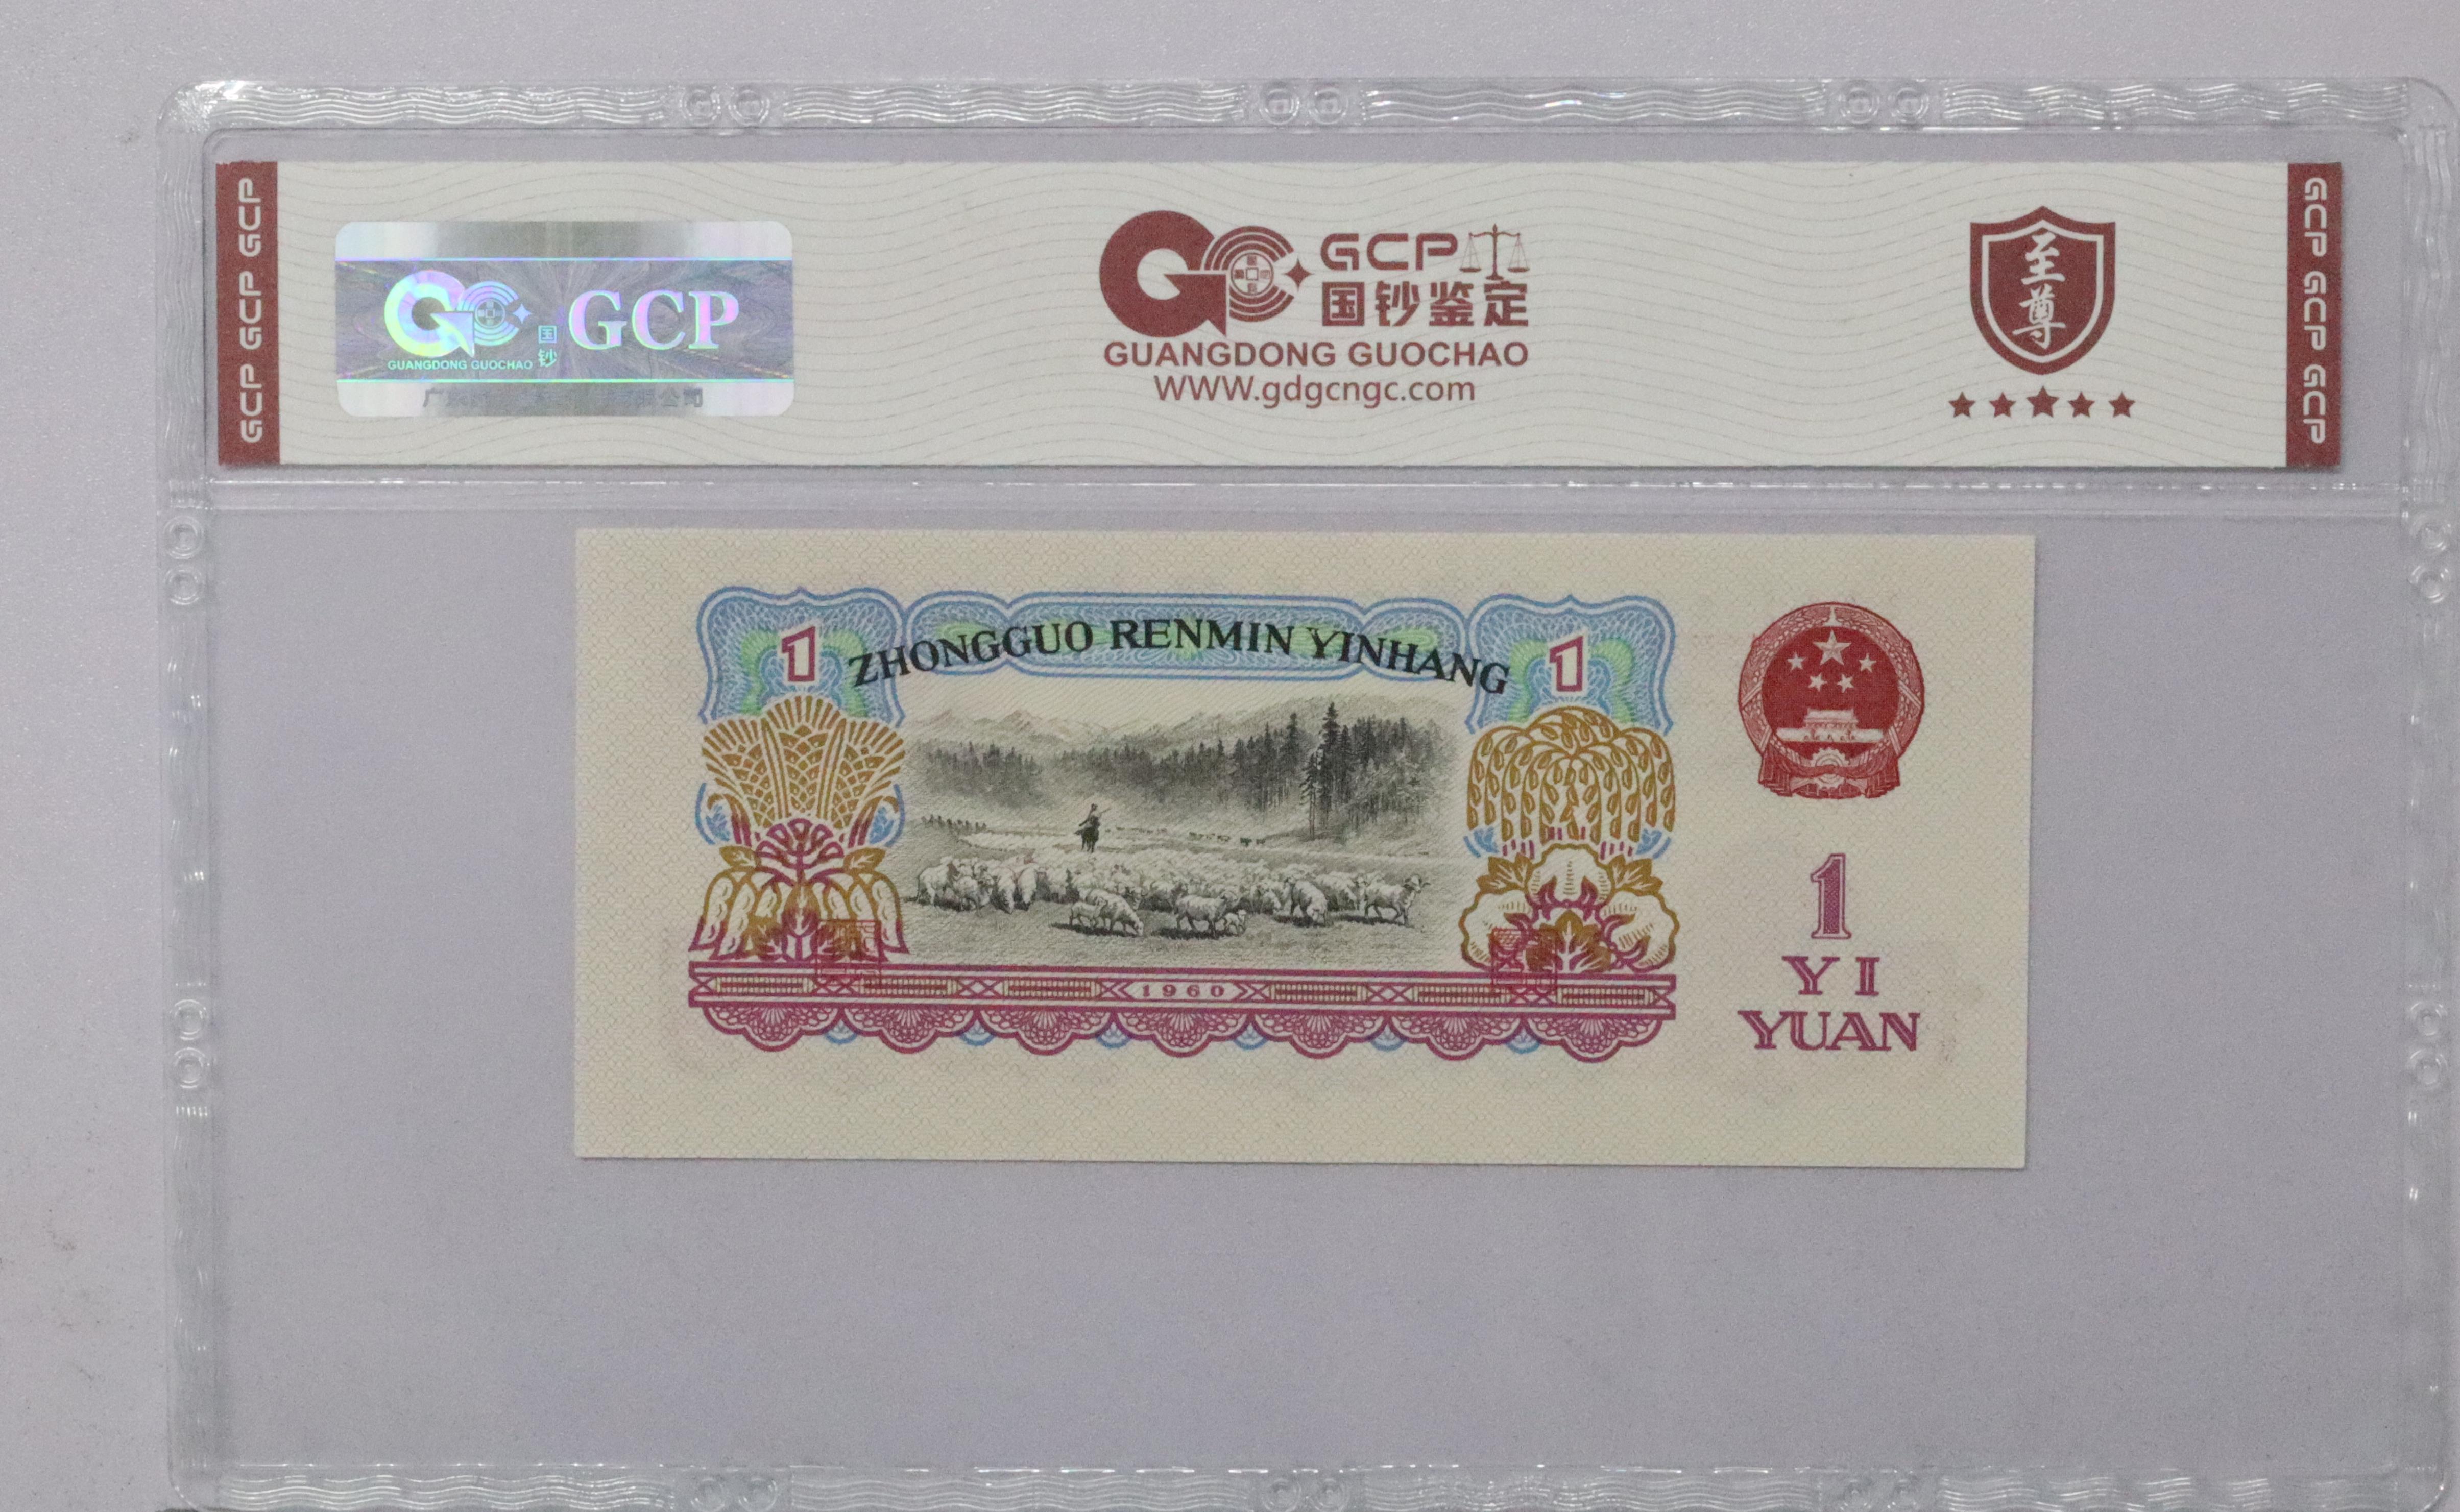 GCP GCP GCP
GUANGDONG GUOCHAO
国钞
GCP
GCP
国钞鉴定
GUANGDONG GUOCHAO
WWW.gdgcngc.com
至尊
GCP GCP GCP
1
ZHONGGUO RENMIN YINHANG
1
1960
1
YI
YUAN